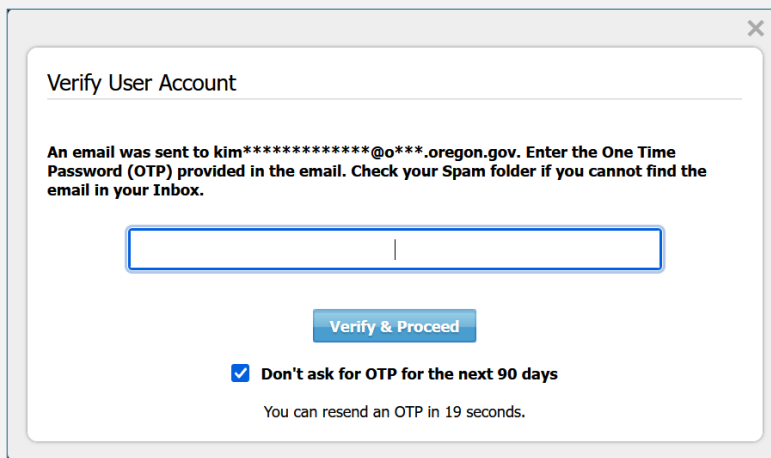 Verify User Account
An email was sent to kim*************@o***.oregon.gov. Enter the One Time
Password (OTP) provided in the email. Check your Spam folder if you cannot find the
email in your Inbox.
Verify & Proceed
Don't ask for OTP for the next 90 days
You can resend an OTP in 19 seconds.